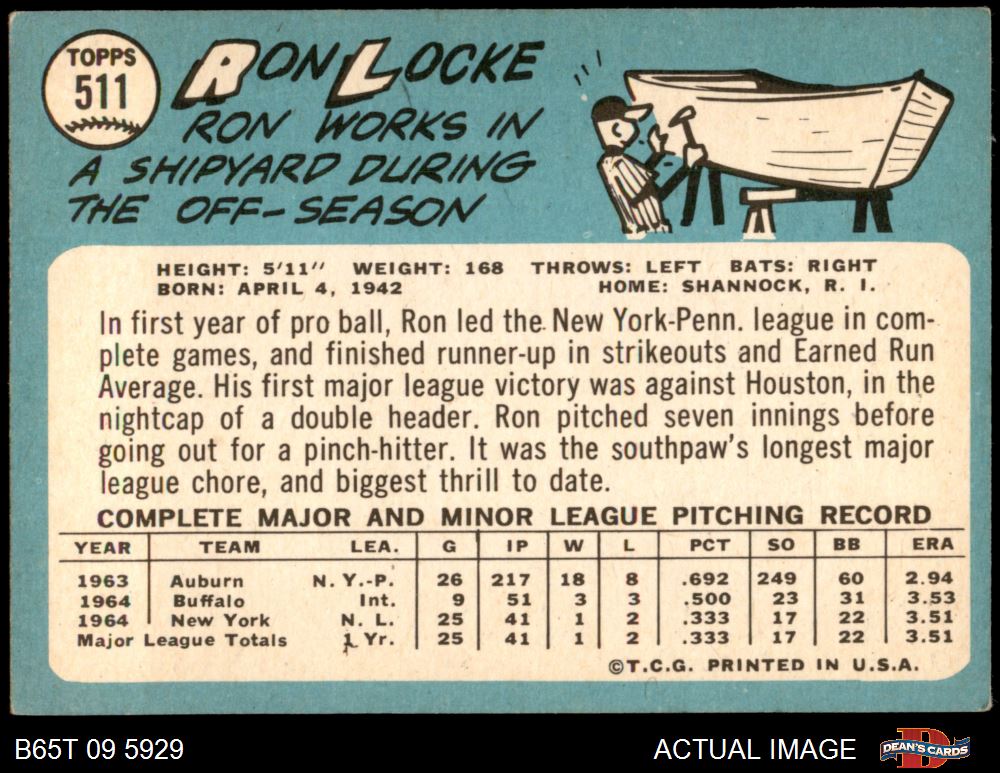 TOPPS
511
RON LOCKE
RON WORKS IN
A SHIPYARD DURING
THE OFF-SEASON
HEIGHT: 5'11" WEIGHT: 168 THROWS: LEFT BATS: RIGHT
BORN: APRIL 4, 1942 HOME: SHANNOCK, R. I.
In first year of pro ball, Ron led the New York-Penn. league in com-
plete games, and finished runner-up in strikeouts and Earned Run
Average. His first major league victory was against Houston, in the
nightcap of a double header. Ron pitched seven innings before
going out for a pinch-hitter. It was the southpaw's longest major
league chore, and biggest thrill to date.
COMPLETE MAJOR AND MINOR LEAGUE PITCHING RECORD
YEAR TEAM LEA. G IP W L PCT SO BB ERA
1963 Auburn N. Y.-P. 26 217 18 8 .692 249 60 2.94
1964 Buffalo Int. 9 51 3 3 .500 23 31 3.53
1964 New York N. L. 25 41 1 2 .333 17 22 3.51
Major League Totals 1 Yr. 25 41 1 2 .333 17 22 3.51
©T.C.G. PRINTED IN U.S.A.
B65T 09 5929 ACTUAL IMAGE DEAN'S CARDS